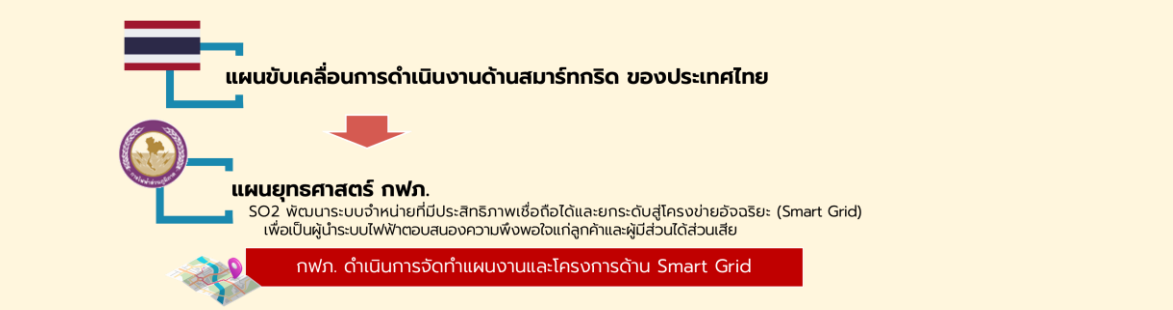 แผนขับเคลื่อนการดำเนินงานด้านสมาร์ทกริด ของประเทศไทย
แผนยุทธศาสตร์ กฟภ.
SO2 พัฒนาระบบจำหน่ายที่มีประสิทธิภาพเชื่อถือได้และยกระดับสู่โครงข่ายอัจฉริยะ (Smart Grid)
เพื่อเป็นผู้นำระบบไฟฟ้าตอบสนองความพึงพอใจแก่ลูกค้าและผู้มีส่วนได้ส่วนเสีย
กฟภ. ดำเนินการจัดทำแผนงานและโครงการด้าน Smart Grid